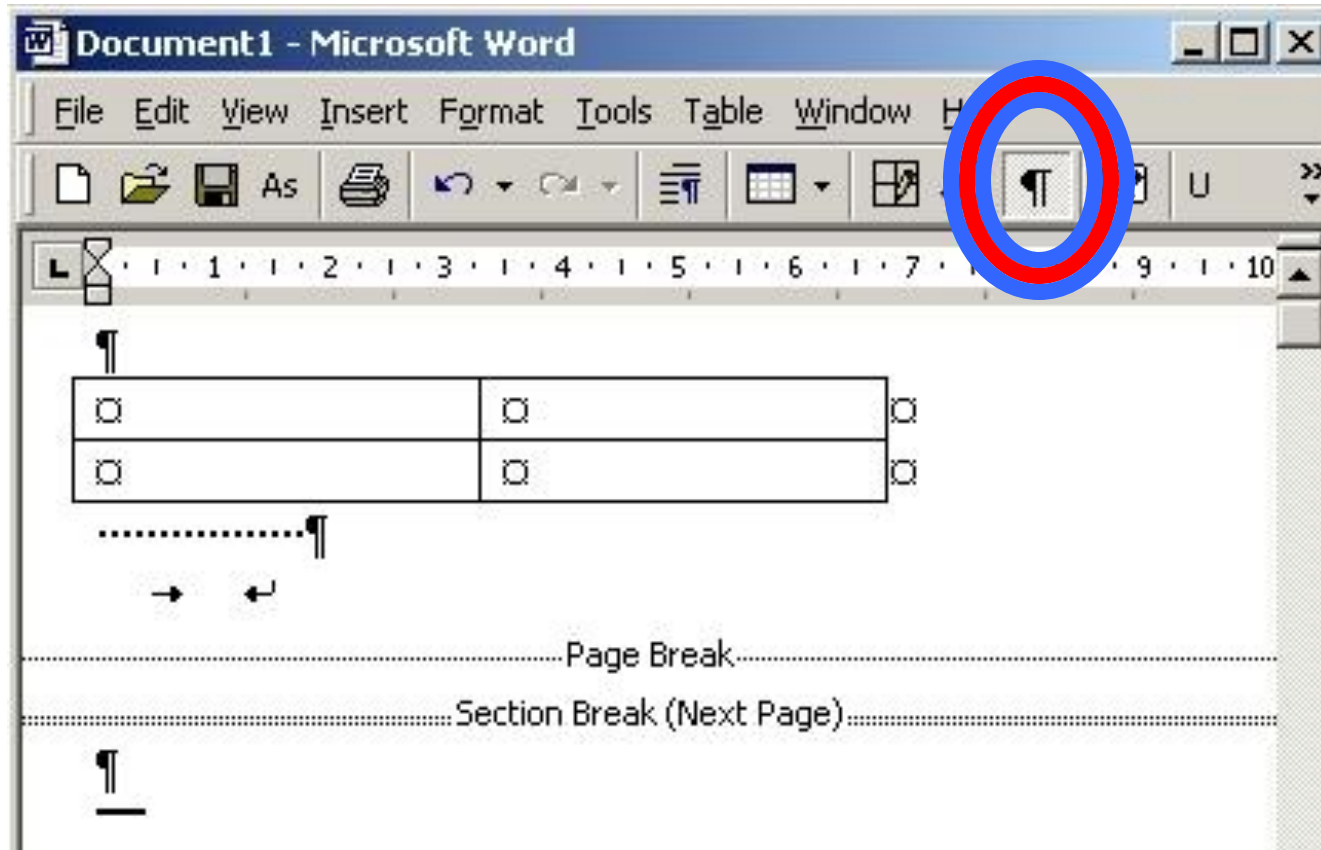 Document1 - Microsoft Word
File Edit View Insert Format Tools Table Window H
As ¶ U
1 2 3 4 5 6 7 9 10
¶
¤ ¤ ¤
¤ ¤ ¤
·················¶
→ ↵
Page Break
Section Break (Next Page)
¶